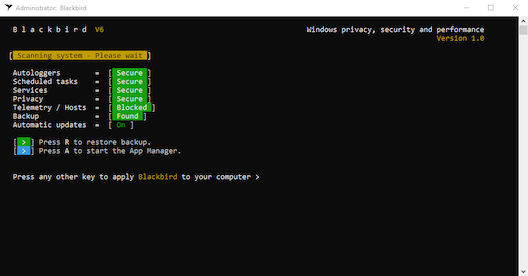 Administrator: Blackbird
Blackbird V6
Windows privacy, security and performance
Version 1.0
[ Scanning system - Please wait ]
Autologgers = [ Secure ]
Scheduled tasks = [ Secure ]
Services = [ Secure ]
Privacy = [ Secure ]
Telemetry / Hosts = [ Blocked ]
Backup = [ Found ]
Automatic updates = [ On ]
[ > ] Press R to restore backup.
[ > ] Press A to start the App Manager.
Press any other key to apply Blackbird to your computer >